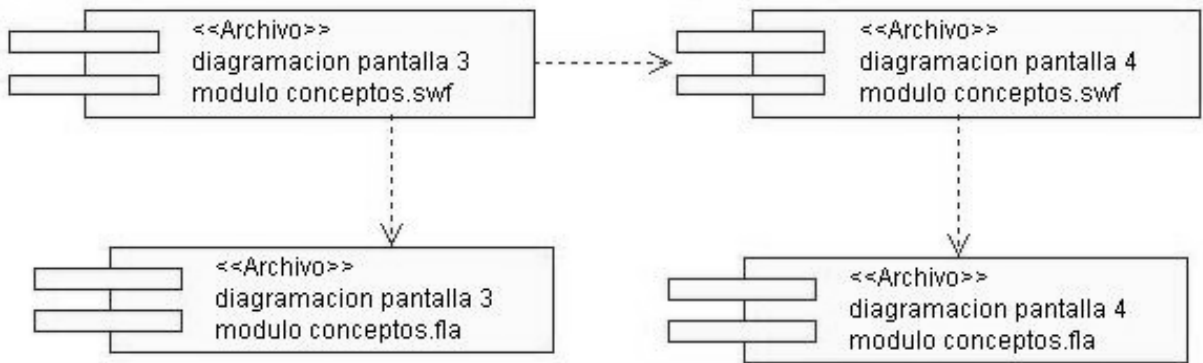 <<Archivo>>
diagramacion pantalla 3
modulo conceptos.swf
<<Archivo>>
diagramacion pantalla 4
modulo conceptos.swf
<<Archivo>>
diagramacion pantalla 3
modulo conceptos.fla
<<Archivo>>
diagramacion pantalla 4
modulo conceptos.fla